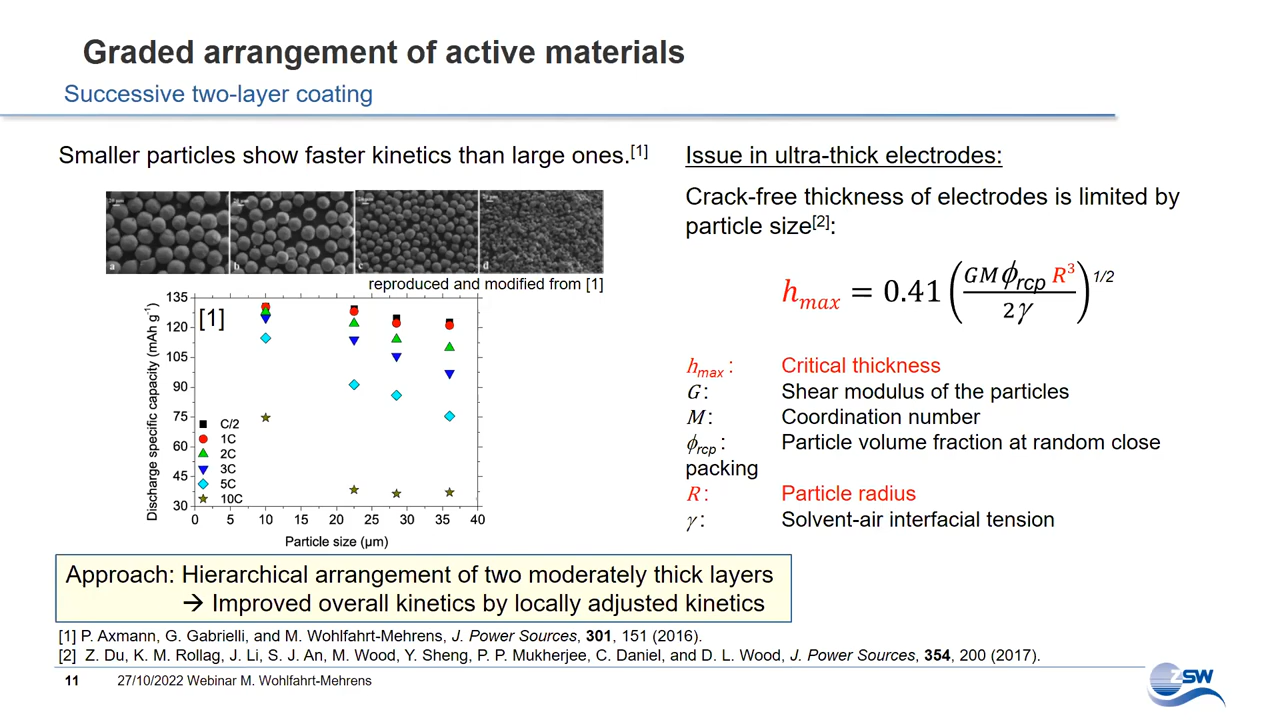 Graded arrangement of active materials
Successive two-layer coating
Smaller particles show faster kinetics than large ones.[1]
a
b
c
d
reproduced and modified from [1]
[1]
Discharge specific capacity (mAh g⁻¹)
135
120
105
90
75
60
45
30
C/2
1C
2C
3C
5C
10C
0 5 10 15 20 25 30 35 40
Particle size (µm)
Issue in ultra-thick electrodes:
Crack-free thickness of electrodes is limited by
particle size[2]:
h_max = 0.41 (GMϕ_rcp R³ / 2γ)^1/2
h_max : Critical thickness
G : Shear modulus of the particles
M : Coordination number
ϕ_rcp : Particle volume fraction at random close
packing
R : Particle radius
γ : Solvent-air interfacial tension
Approach: Hierarchical arrangement of two moderately thick layers
→ Improved overall kinetics by locally adjusted kinetics
[1] P. Axmann, G. Gabrielli, and M. Wohlfahrt-Mehrens, J. Power Sources, 301, 151 (2016).
[2] Z. Du, K. M. Rollag, J. Li, S. J. An, M. Wood, Y. Sheng, P. P. Mukherjee, C. Daniel, and D. L. Wood, J. Power Sources, 354, 200 (2017).
11 27/10/2022 Webinar M. Wohlfahrt-Mehrens
ZSW